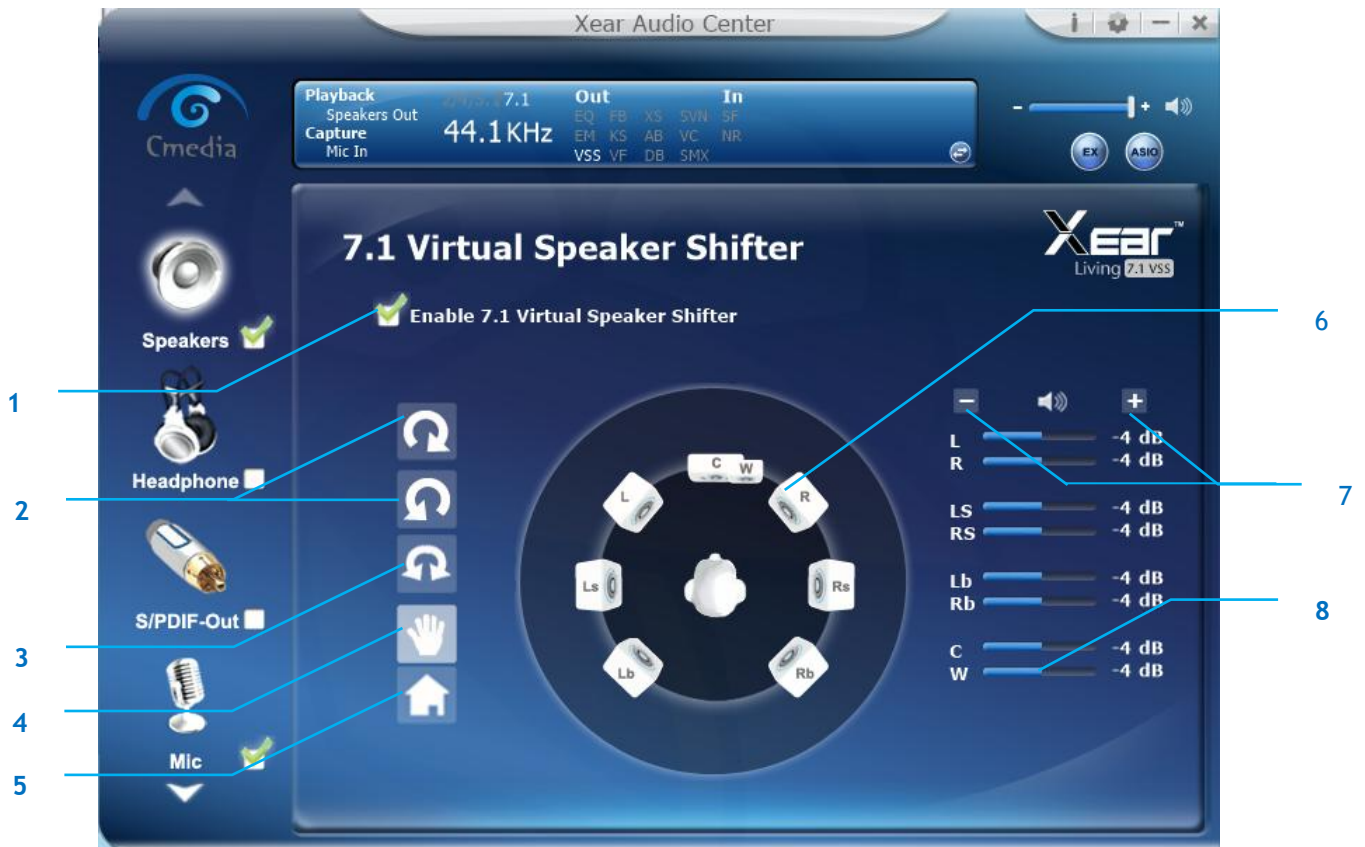 Xear Audio Center
i
Cmedia
Playback 7.1
Speakers Out
Capture 44.1KHz
Mic In
Out In
EQ FB XS SVN SF
EM KS AB VC NR
VSS VF DB SMX
- +
EX ASIO
7.1 Virtual Speaker Shifter
Xear™
Living 7.1 VSS
Enable 7.1 Virtual Speaker Shifter
Speakers
Headphone
S/PDIF-Out
Mic
1
2
3
4
5
C W
L R
Ls Rs
Lb Rb
- +
L -4 dB
R -4 dB
LS -4 dB
RS -4 dB
Lb -4 dB
Rb -4 dB
C -4 dB
W -4 dB
6
7
8